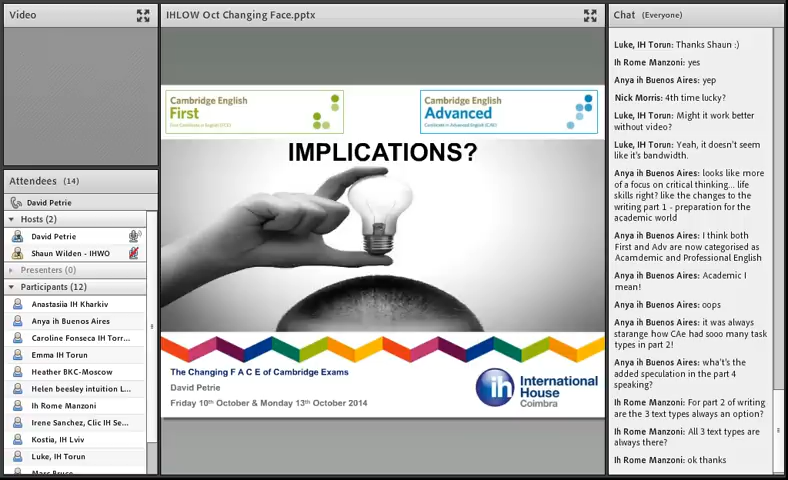 Video
Attendees (14)
David Petrie
Hosts (2)
David Petrie
Shaun Wilden - IHWO
Presenters (0)
Participants (12)
Anastasiia IH Kharkiv
Anya ih Buenos Aires
Caroline Fonseca IH Torr...
Emma IH Torun
Heather BKC-Moscow
Helen beesley intuition L...
Ih Rome Manzoni
Irene Sanchez, Clic IH Se...
Kostia, IH Lviv
Luke, IH Torun
Marc Bruce
IHLOW Oct Changing Face.pptx
Cambridge English
First
Cambridge English
Advanced
IMPLICATIONS?
The Changing F A C E of Cambridge Exams
David Petrie
Friday 10th October & Monday 13th October 2014
ih
International
House
Coimbra
Chat (Everyone)
Luke, IH Torun: Thanks Shaun :)
Ih Rome Manzoni: yes
Anya ih Buenos Aires: yep
Nick Morris: 4th time lucky?
Luke, IH Torun: Might it work better
without video?
Luke, IH Torun: Yeah, it doesn't seem
like it's bandwidth.
Anya ih Buenos Aires: looks like more
of a focus on critical thinking... life
skills right? like the changes to the
writing part 1 - preparation for the
academic world
Anya ih Buenos Aires: I think both
First and Adv are now categorised as
Acamdemic and Professional English
Anya ih Buenos Aires: Academic I
mean!
Anya ih Buenos Aires: oops
Anya ih Buenos Aires: it was always
starange how CAe had sooo many task
types in part 2!
Anya ih Buenos Aires: what's the
added speculation in the part 4
speaking?
Ih Rome Manzoni: For part 2 of writing
are the 3 text types always an option?
Ih Rome Manzoni: All 3 text types are
always there?
Ih Rome Manzoni: ok thanks